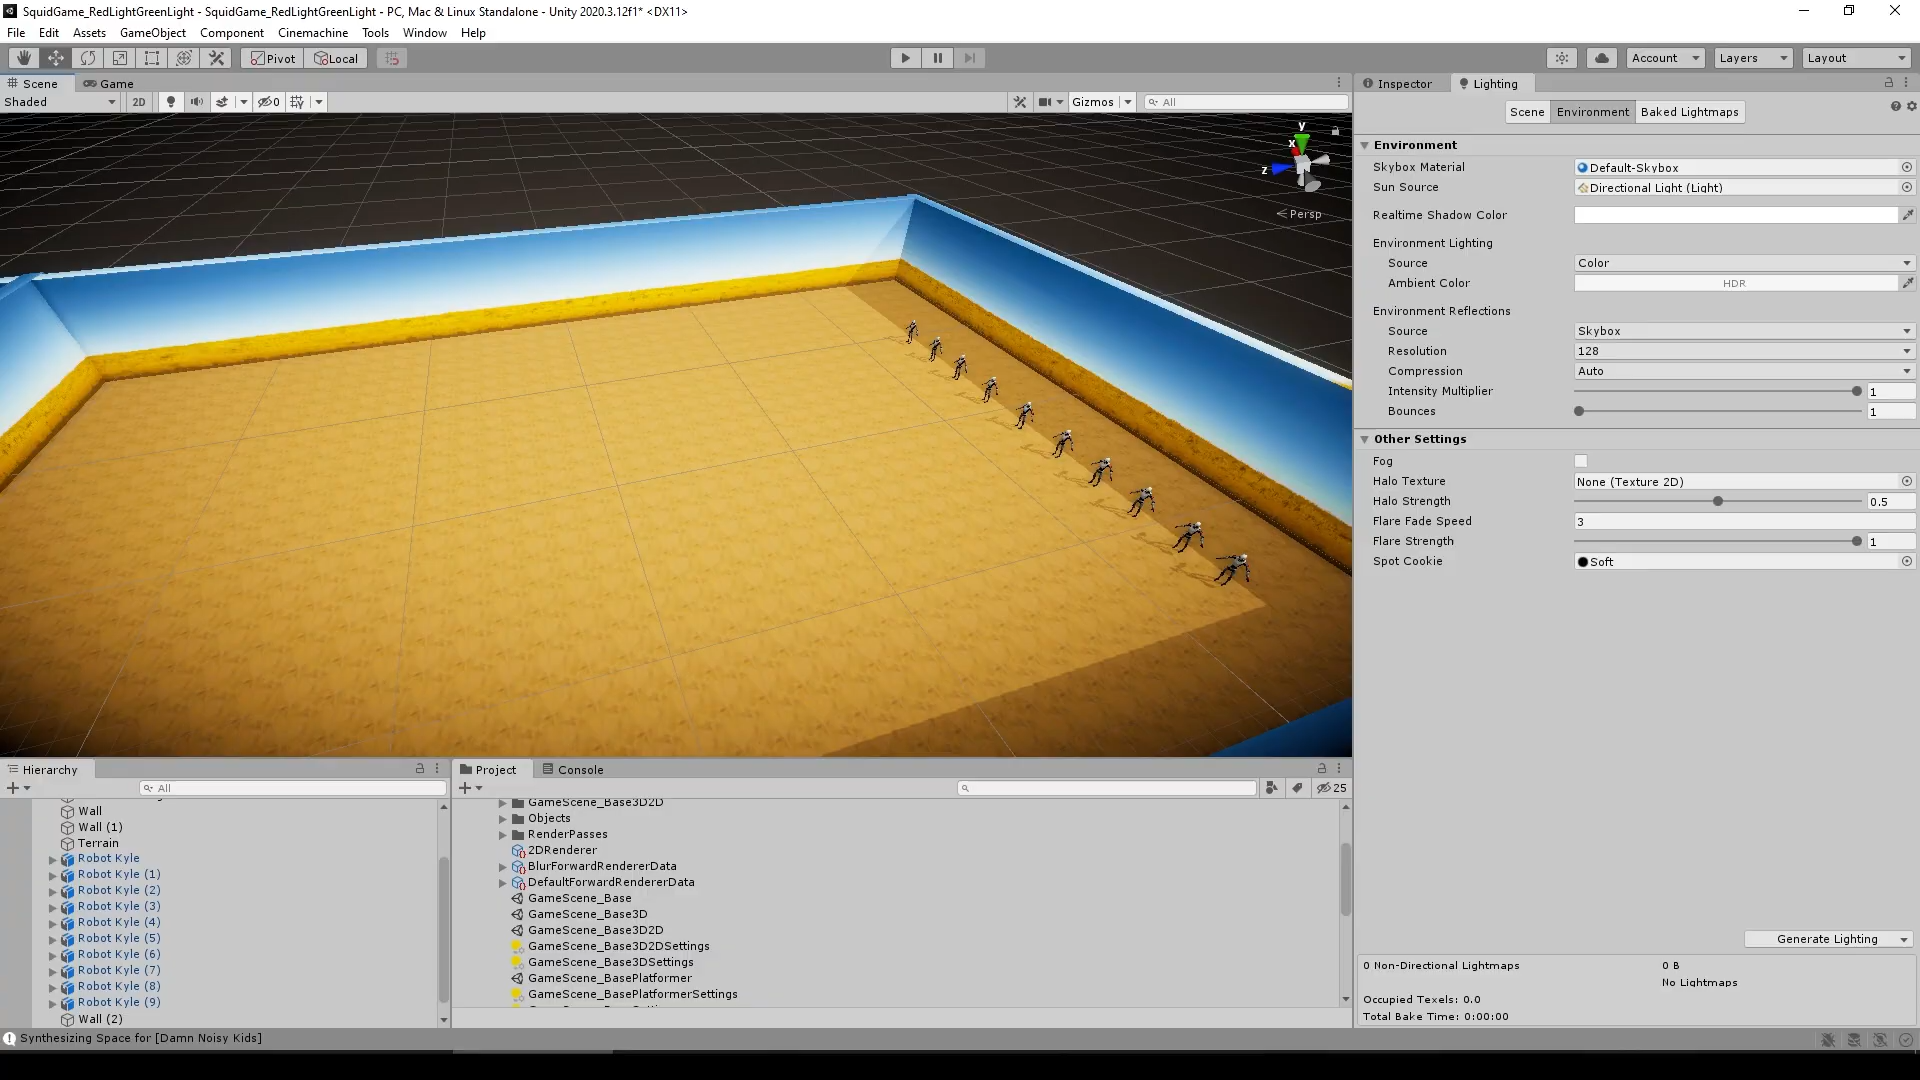 SquidGame_RedLightGreenLight - SquidGame_RedLightGreenLight - PC, Mac & Linux Standalone - Unity 2020.3.12f1* <DX11>
File Edit Assets GameObject Component Cinemachine Tools Window Help
Pivot Local Account Layers Layout
Scene Game
Shaded 2D 0 Gizmos All
y
x
z
Persp
Inspector Lighting
Scene Environment Baked Lightmaps
Environment
Skybox Material Default-Skybox
Sun Source Directional Light (Light)
Realtime Shadow Color
Environment Lighting
Source Color
Ambient Color HDR
Environment Reflections
Source Skybox
Resolution 128
Compression Auto
Intensity Multiplier 1
Bounces 1
Other Settings
Fog
Halo Texture None (Texture 2D)
Halo Strength 0.5
Flare Fade Speed 3
Flare Strength 1
Spot Cookie Soft
Generate Lighting
0 Non-Directional Lightmaps 0 B
No Lightmaps
Occupied Texels: 0.0
Total Bake Time: 0:00:00
Hierarchy
All
Wall
Wall (1)
Terrain
Robot Kyle
Robot Kyle (1)
Robot Kyle (2)
Robot Kyle (3)
Robot Kyle (4)
Robot Kyle (5)
Robot Kyle (6)
Robot Kyle (7)
Robot Kyle (8)
Robot Kyle (9)
Wall (2)
Project Console
25
GameScene_Base3D2D
Objects
RenderPasses
2DRenderer
BlurForwardRendererData
DefaultForwardRendererData
GameScene_Base
GameScene_Base3D
GameScene_Base3D2D
GameScene_Base3D2DSettings
GameScene_Base3DSettings
GameScene_BasePlatformer
GameScene_BasePlatformerSettings
Synthesizing Space for [Damn Noisy Kids]